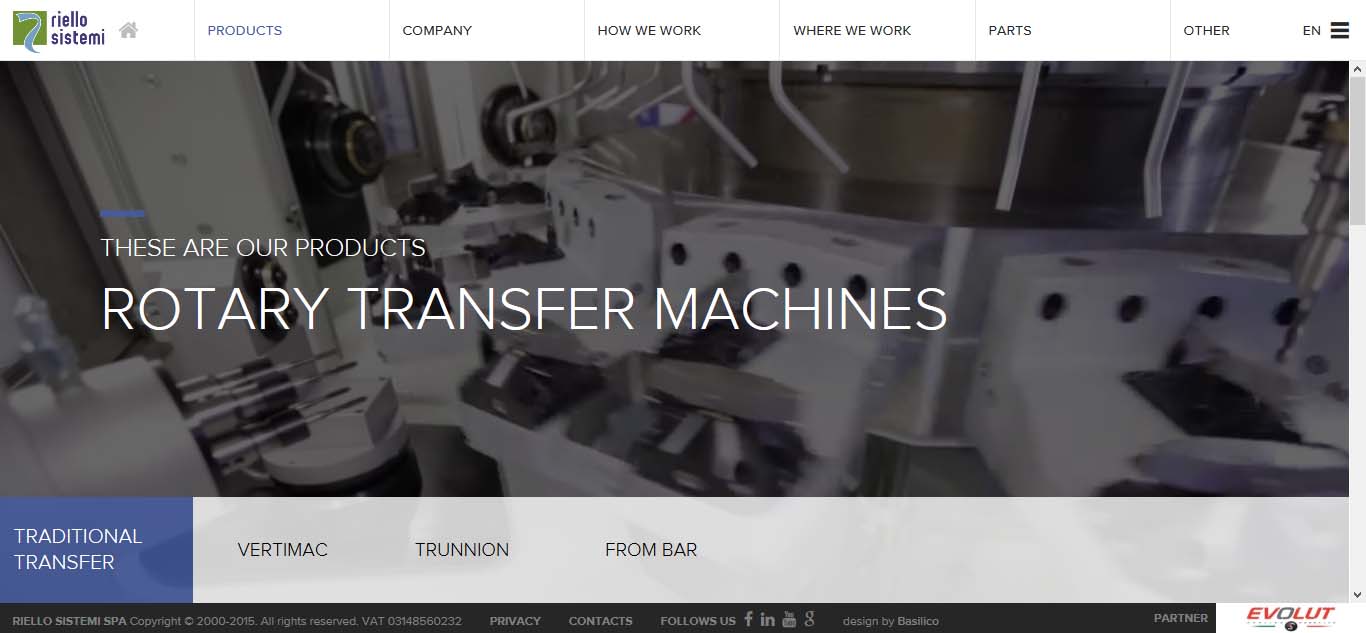 riello
sistemi
PRODUCTS
COMPANY
HOW WE WORK
WHERE WE WORK
PARTS
OTHER
EN
THESE ARE OUR PRODUCTS
ROTARY TRANSFER MACHINES
TRADITIONAL
TRANSFER
VERTIMAC
TRUNNION
FROM BAR
RIELLO SISTEMI SPA Copyright © 2000-2015. All rights reserved. VAT 03148560232
PRIVACY
CONTACTS
FOLLOWS US
design by Basilico
PARTNER
EVOLUT